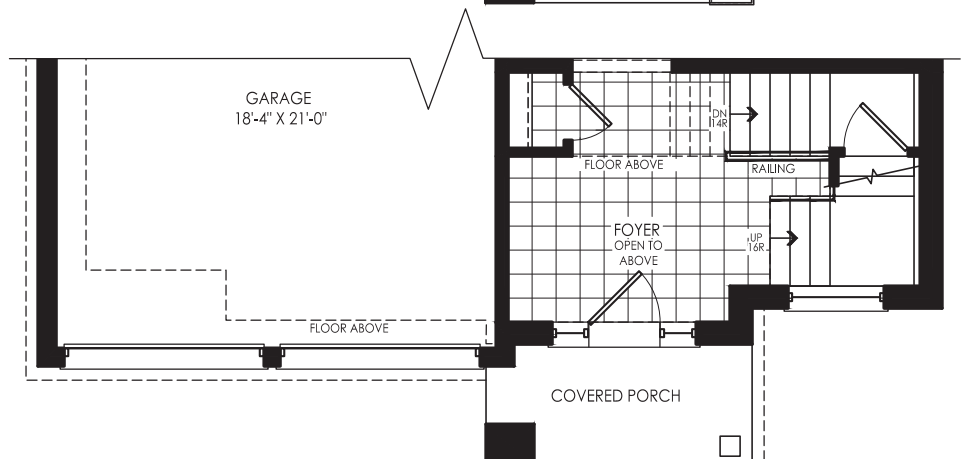 GARAGE
18'-4" X 21'-0"
DN
14R
FLOOR ABOVE
RAILING
FOYER
OPEN TO
ABOVE
UP
16R
FLOOR ABOVE
COVERED PORCH